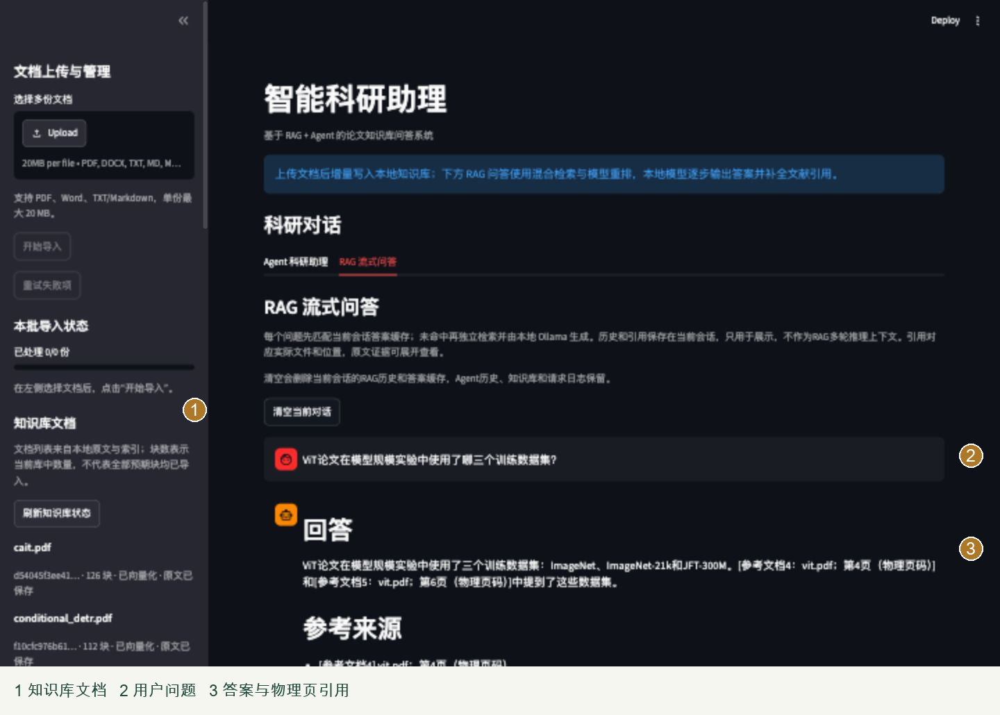 Deploy
文档上传与管理
选择多份文档
Upload
20MB per file • PDF, DOCX, TXT, MD, M...
支持 PDF、Word、TXT/Markdown，单份最
大 20 MB。
开始导入
重试失败项
本批导入状态
已处理 0/0 份
在左侧选择文档后，点击“开始导入”。
1
知识库文档
文档列表来自本地原文与索引；块数表示
当前库中数量，不代表全部预期块均已导
入。
刷新知识库状态
cait.pdf
d54045f3ee41... · 126 块 · 已向量化 · 原文已
保存
conditional_detr.pdf
f10cfc976b61... · 112 块 · 已向量化 · 原文已
保存
智能科研助理
基于 RAG + Agent 的论文知识库问答系统
上传文档后增量写入本地知识库；下方 RAG 问答使用混合检索与模型重排，本地模型逐步输出答案并补全文献引用。
科研对话
Agent 科研助理 RAG 流式问答
RAG 流式问答
每个问题先匹配当前会话答案缓存；未命中再独立检索并由本地 Ollama 生成。历史和引用保存在当前会话，只用于展示，不作为RAG多轮推理上下文。引用对
应实际文件和位置，原文证据可展开查看。
清空会删除当前会话的RAG历史和答案缓存，Agent历史、知识库和请求日志保留。
清空当前对话
ViT论文在模型规模实验中使用了哪三个训练数据集？
2
回答
3
ViT论文在模型规模实验中使用了三个训练数据集：ImageNet、ImageNet-21k和JFT-300M。[参考文档4：vit.pdf；第4页（物理页码）]
和[参考文档5：vit.pdf；第6页（物理页码）]中提到了这些数据集。
参考来源
• [参考文档4] vit.pdf；第4页（物理页码）
1 知识库文档 2 用户问题 3 答案与物理页引用